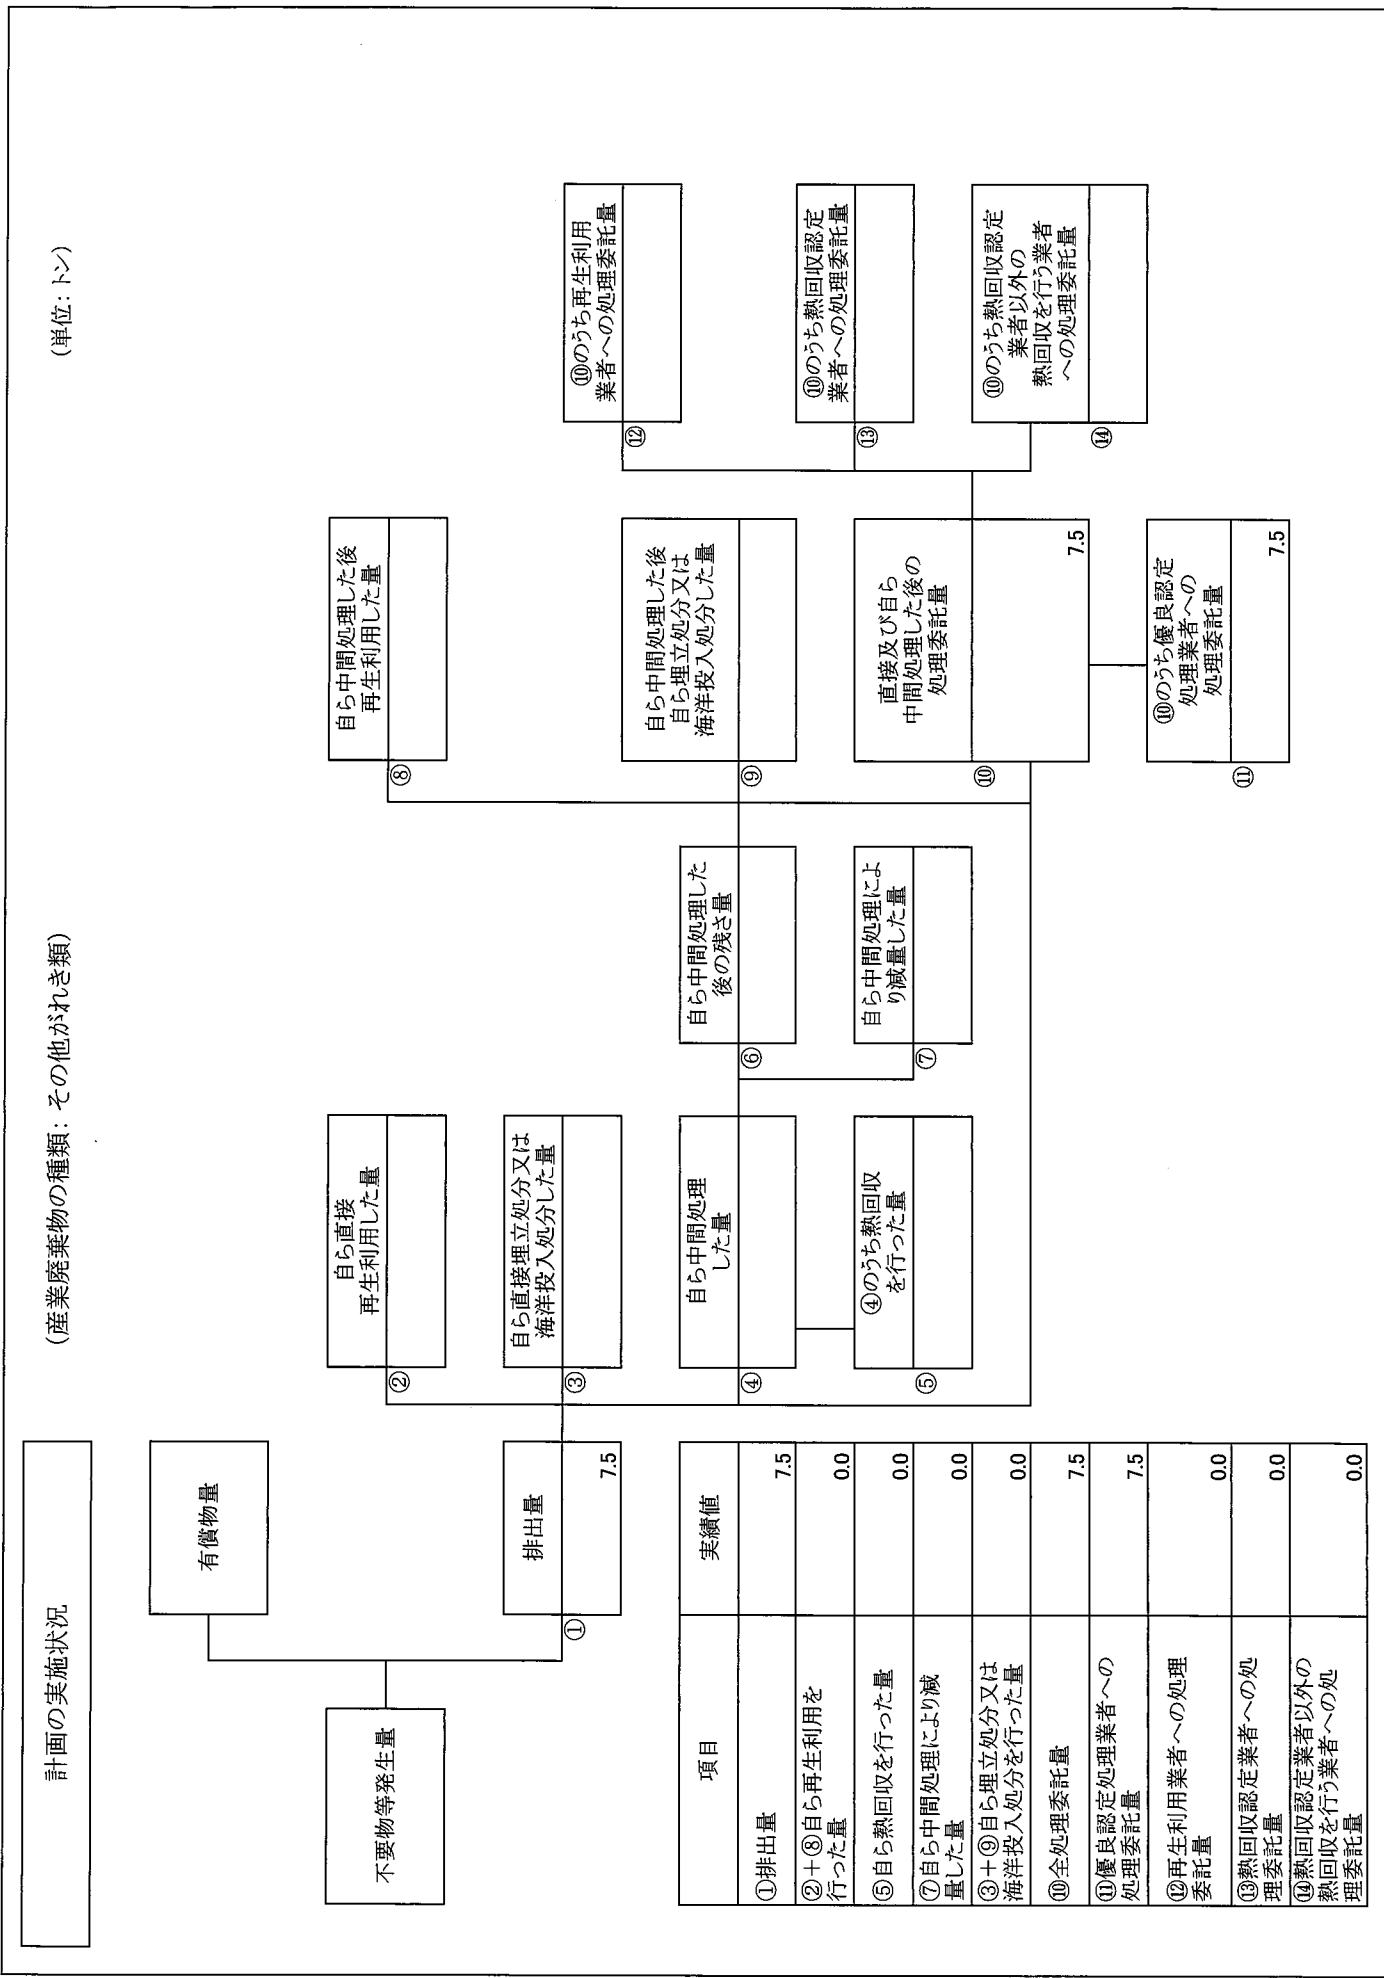 計画の実施状況
(産業廃棄物の種類: その他がれき類)
(単位: トン)
不要物等発生量
有償物量
①
排出量
7.5
②
自ら直接
再生利用した量
③
自ら直接埋立処分又は
海洋投入処分した量
④
自ら中間処理
した量
⑤
④のうち熱回収
を行った量
⑥
自ら中間処理した
後の残さ量
⑦
自ら中間処理によ
り減量した量
⑧
自ら中間処理した後
再生利用した量
⑨
自ら中間処理した後
自ら埋立処分又は
海洋投入処分した量
⑩
直接及び自ら
中間処理した後の
処理委託量
7.5
⑪
⑩のうち優良認定
処理業者への
処理委託量
7.5
⑫
⑩のうち再生利用
業者への処理委託量
⑬
⑩のうち熱回収認定
業者への処理委託量
⑭
⑩のうち熱回収認定
業者以外の
熱回収を行う業者
への処理委託量
項目 実績値
①排出量 7.5
②+⑧自ら再生利用を
行った量 0.0
⑤自ら熱回収を行った量 0.0
⑦自ら中間処理により減
量した量 0.0
③+⑨自ら埋立処分又は
海洋投入処分を行った量 0.0
⑩全処理委託量 7.5
⑪優良認定処理業者への
処理委託量 7.5
⑫再生利用業者への処理
委託量 0.0
⑬熱回収認定業者への処
理委託量 0.0
⑭熱回収認定業者以外の
熱回収を行う業者への処
理委託量 0.0